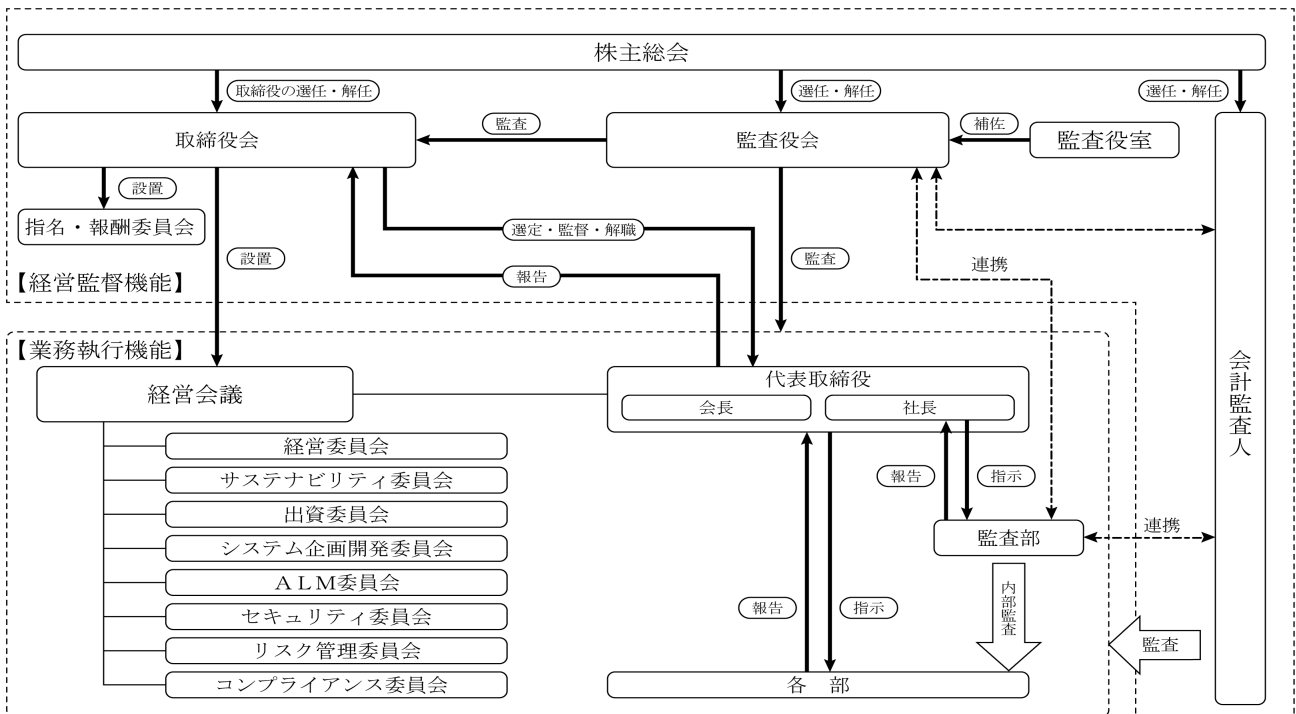 株主総会
取締役の選任・解任
選任・解任
選任・解任
取締役会
監査
監査役会
補佐
監査役室
設置
指名・報酬委員会
選定・監督・解職
設置
報告
監査
連携
【経営監督機能】
【業務執行機能】
経営会議
代表取締役
会長
社長
会計監査人
経営委員会
サステナビリティ委員会
出資委員会
システム企画開発委員会
ALM委員会
セキュリティ委員会
リスク管理委員会
コンプライアンス委員会
報告
指示
監査部
連携
報告
指示
内部監査
監査
各 部